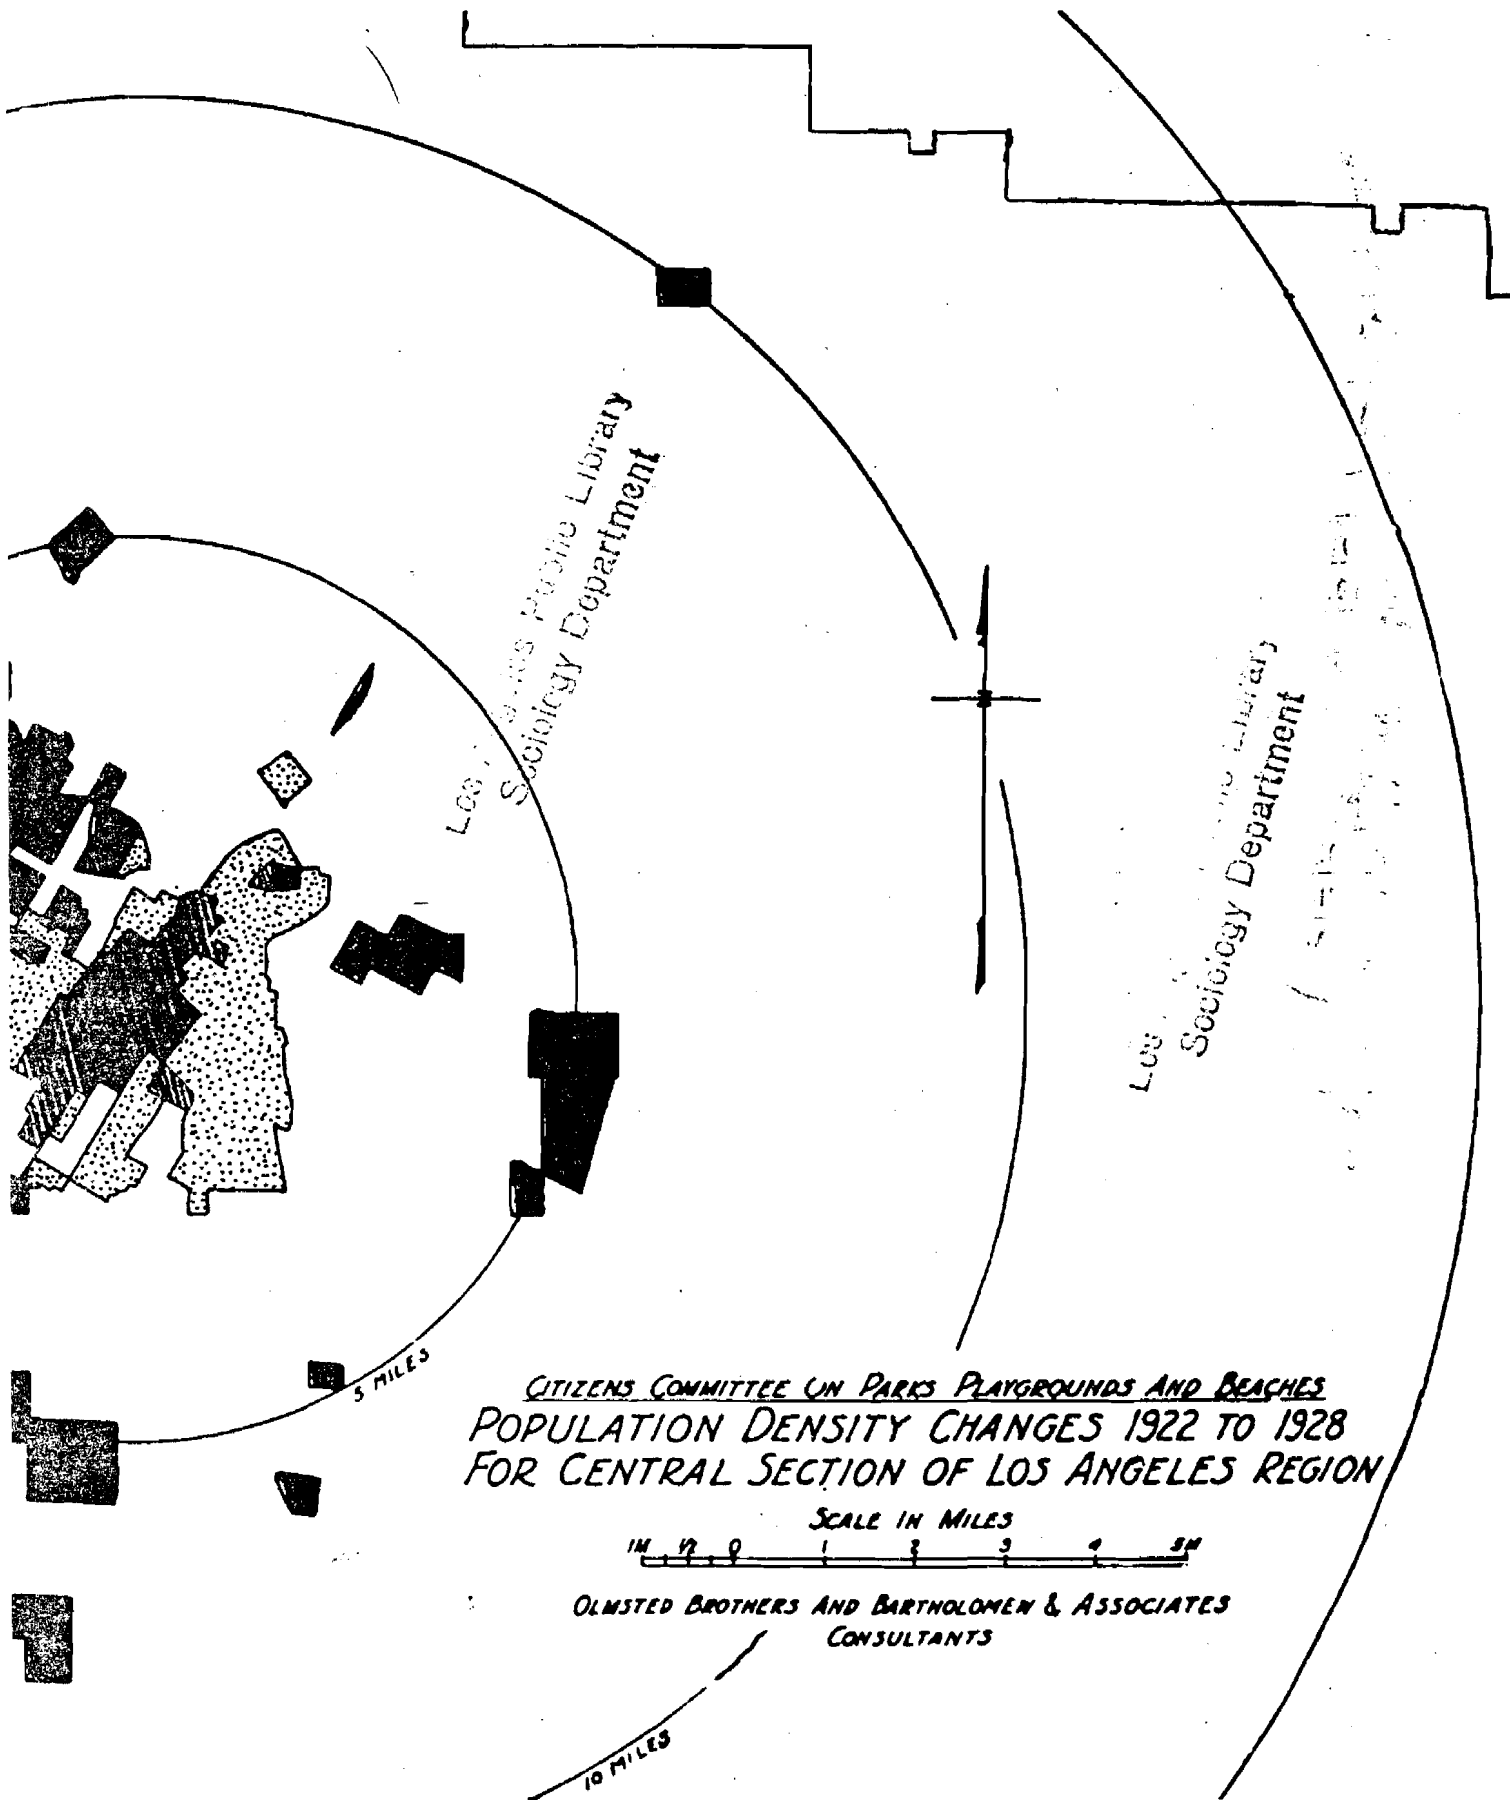 Public Library
Sociology Department
Library
Sociology Department
5 MILES
CITIZENS COMMITTEE ON PARKS PLAYGROUNDS AND BEACHES
POPULATION DENSITY CHANGES 1922 TO 1928
FOR CENTRAL SECTION OF LOS ANGELES REGION
SCALE IN MILES
1M 1/2 0 1 2 3 4 5M
OLMSTED BROTHERS AND BARTHOLOMEW & ASSOCIATES
CONSULTANTS
10 MILES